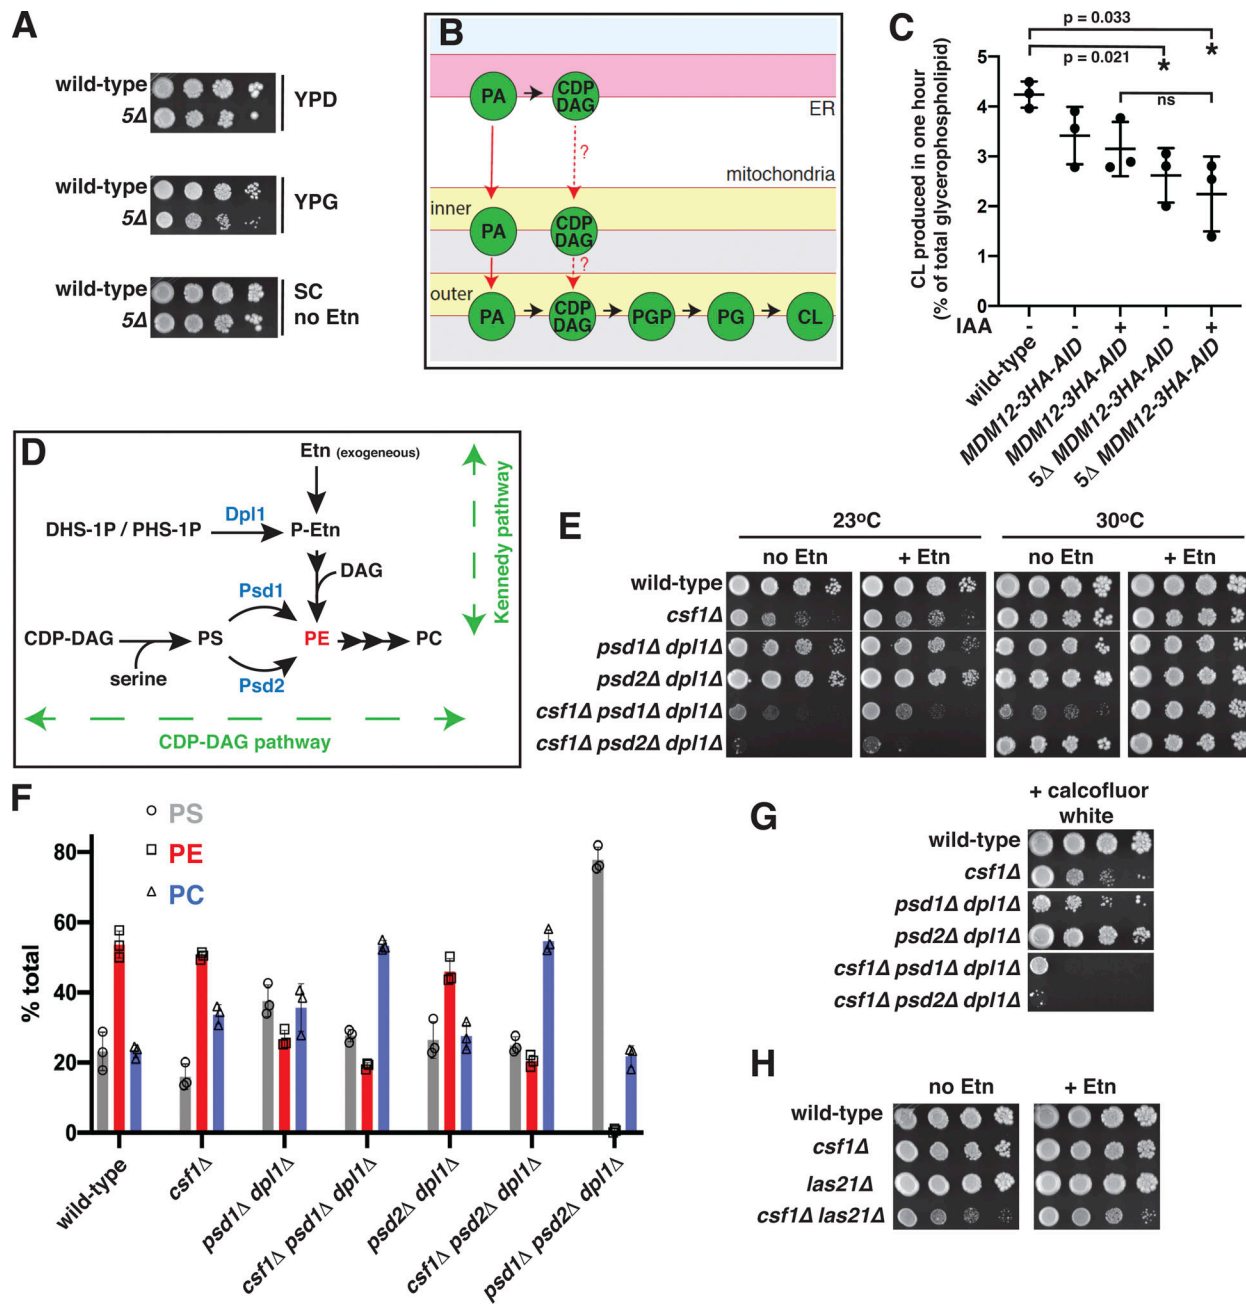 A
wild-type
5Δ
YPD
wild-type
5Δ
YPG
wild-type
5Δ
SC
no Etn
B
PA
CDP
DAG
ER
?
mitochondria
inner
PA
CDP
DAG
?
outer
PA
CDP
DAG
PGP
PG
CL
C
p = 0.033
p = 0.021
*
*
ns
CL produced in one hour
(% of total glycerophospholipid)
5
4
3
2
1
0
IAA
-
-
+
-
+
wild-type
MDM12-3HA-AID
MDM12-3HA-AID
5Δ MDM12-3HA-AID
5Δ MDM12-3HA-AID
D
Etn (exogeneous)
DHS-1P / PHS-1P
Dpl1
P-Etn
DAG
Psd1
CDP-DAG
PS
PE
PC
serine
Psd2
Kennedy pathway
CDP-DAG pathway
E
23ºC
30ºC
no Etn
+ Etn
no Etn
+ Etn
wild-type
csf1Δ
psd1Δ dpl1Δ
psd2Δ dpl1Δ
csf1Δ psd1Δ dpl1Δ
csf1Δ psd2Δ dpl1Δ
F
PS
PE
PC
% total
80
60
40
20
0
wild-type
csf1Δ
psd1Δ dpl1Δ
csf1Δ psd1Δ dpl1Δ
psd2Δ dpl1Δ
csf1Δ psd2Δ dpl1Δ
psd1Δ psd2Δ dpl1Δ
G
+ calcofluor
white
wild-type
csf1Δ
psd1Δ dpl1Δ
psd2Δ dpl1Δ
csf1Δ psd1Δ dpl1Δ
csf1Δ psd2Δ dpl1Δ
H
no Etn
+ Etn
wild-type
csf1Δ
las21Δ
csf1Δ las21Δ